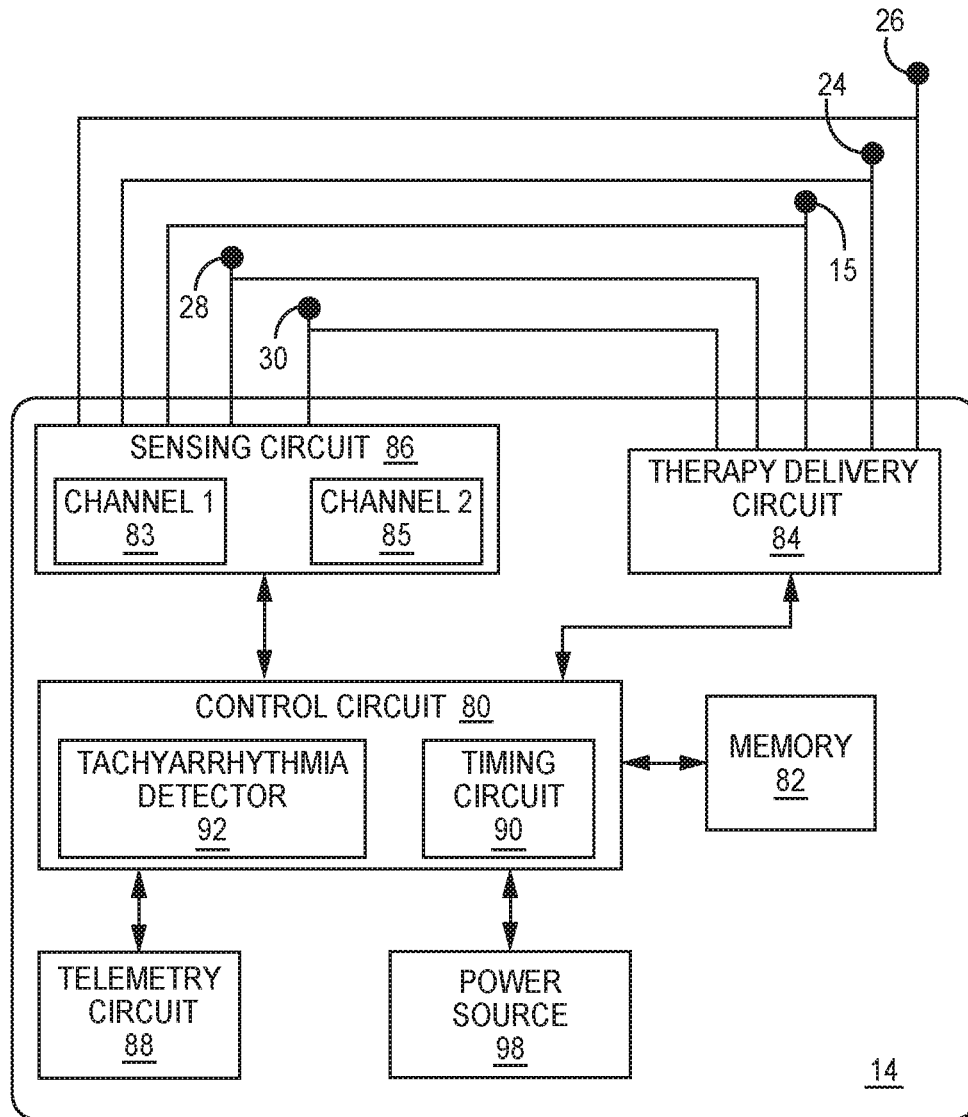 26
24
15
28
30
SENSING CIRCUIT 86
CHANNEL 1
83
CHANNEL 2
85
THERAPY DELIVERY
CIRCUIT
84
CONTROL CIRCUIT 80
TACHYARRHYTHMIA
DETECTOR
92
TIMING
CIRCUIT
90
MEMORY
82
TELEMETRY
CIRCUIT
88
POWER
SOURCE
98
14